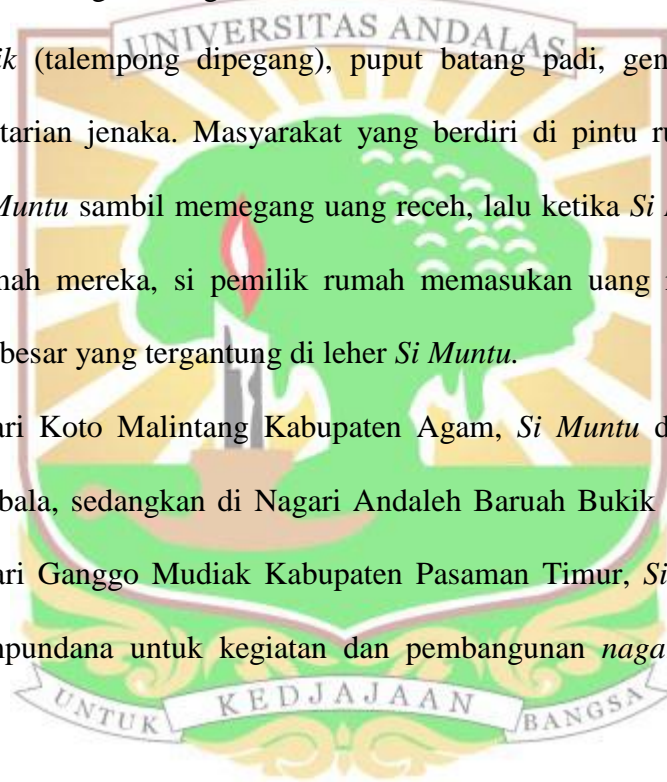 UNIVERSITAS ANDALAS
ik (talempong dipegang), puput batang padi, gen
tarian jenaka. Masyarakat yang berdiri di pintu ru
Muntu sambil memegang uang receh, lalu ketika Si
mah mereka, si pemilik rumah memasukan uang
besar yang tergantung di leher Si Muntu.
ari Koto Malintang Kabupaten Agam, Si Muntu d
bala, sedangkan di Nagari Andaleh Baruah Bukik
ari Ganggo Mudiak Kabupaten Pasaman Timur, Si
mpundana untuk kegiatan dan pembangunan naga
UNTUK KEDJAJAAN BANGSA